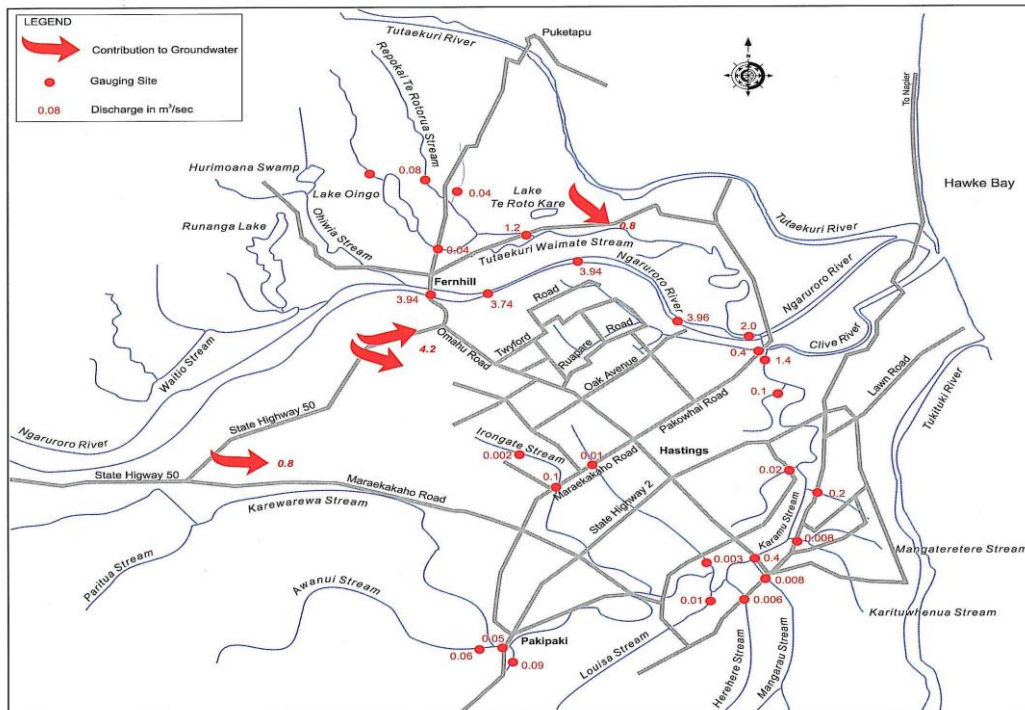 LEGEND
Contribution to Groundwater
Gauging Site
0.08 Discharge in m³/sec
Tutaekuri River
Puketapu
To Napier
Repokai Te Rotorua Stream
Hurimoana Swamp
Lake Oingo
0.08
0.04
Lake
Te Roto Kare
Hawke Bay
Runanga Lake
Ohiwia Stream
1.2
0.8
Tutaekuri River
0.04
Tutaekuri Waimate Stream
Fernhill
3.94
Ngaruroro River
Ngaruroro River
3.94
3.74
3.96
2.0
Road
Clive River
4.2
Omahu Road
Twyford
Ruapare
Road
0.4
1.4
Waitio Stream
Oak Avenue
Lawn Road
0.1
State Highway 50
Pakowhai Road
Tukituki River
Ngaruroro River
Irongate Stream
Hastings
0.8
0.002
0.01
State Higway 50
Maraekakaho Road
0.1
Maraekakaho Road
0.02
Karewarewa Stream
State Highway 2
0.2
Karamu Stream
0.008
Paritua Stream
Mangateretere Stream
Awanui Stream
0.003
0.4
0.008
0.01
0.006
Karituwhenua Stream
0.05
Pakipaki
0.06
0.09
Louisa Stream
Herehere Stream
Mangarau Stream